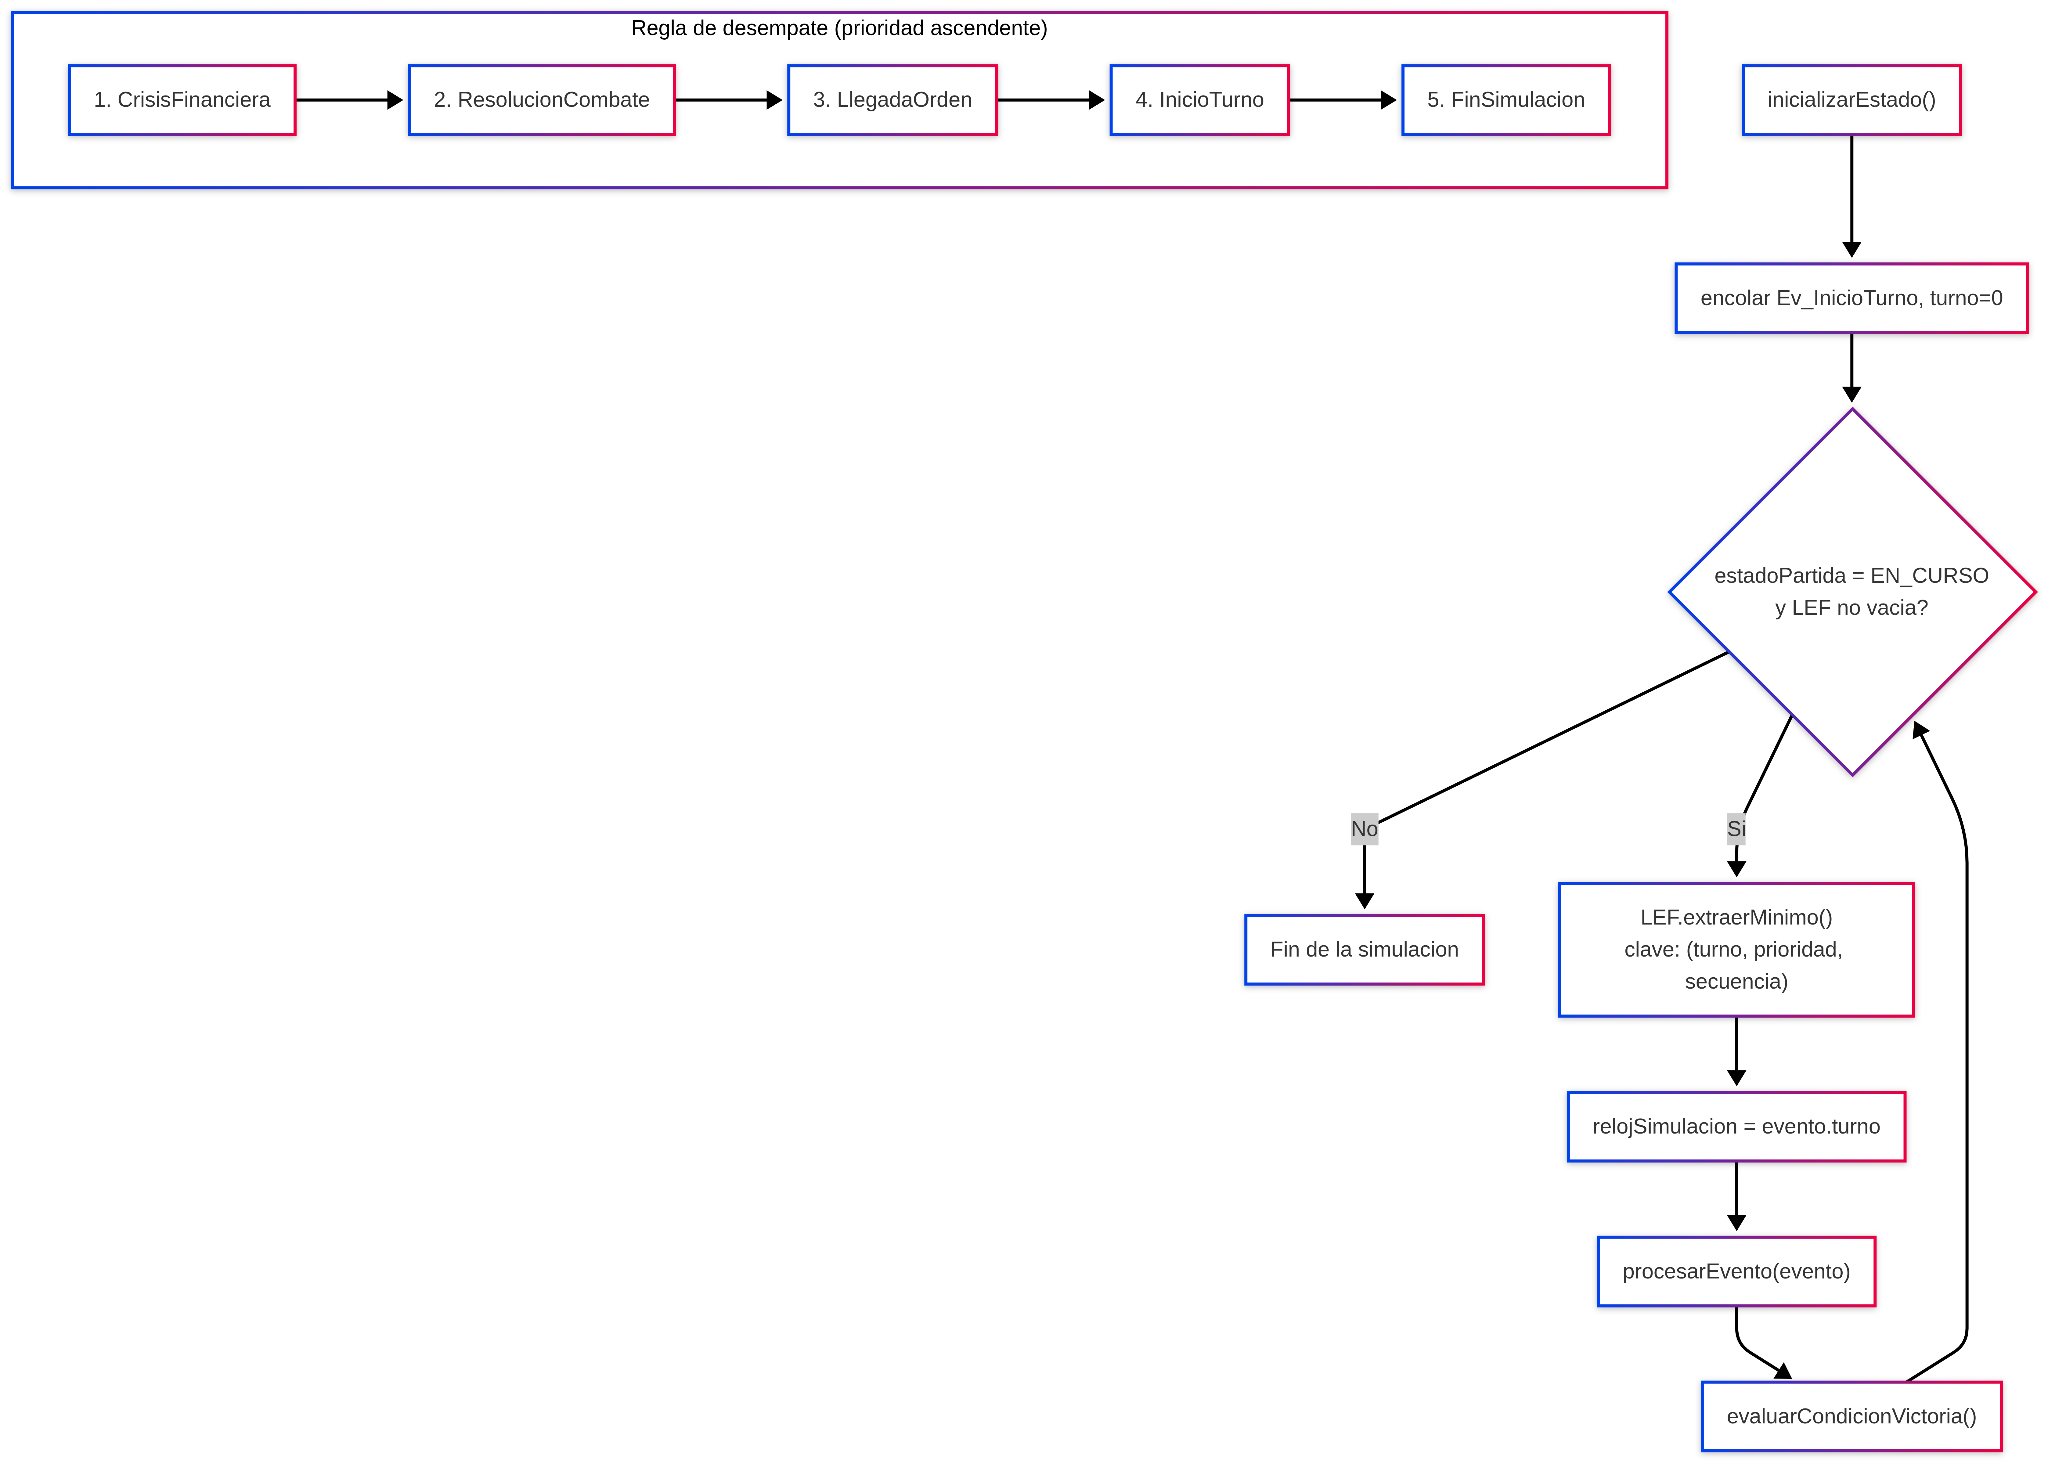 Regla de desempate (prioridad ascendente)
1. CrisisFinanciera
2. ResolucionCombate
3. LlegadaOrden
4. InicioTurno
5. FinSimulacion
inicializarEstado()
encolar Ev_InicioTurno, turno=0
estadoPartida = EN_CURSO
y LEF no vacia?
No
Si
Fin de la simulacion
LEF.extraerMinimo()
clave: (turno, prioridad,
secuencia)
relojSimulacion = evento.turno
procesarEvento(evento)
evaluarCondicionVictoria()